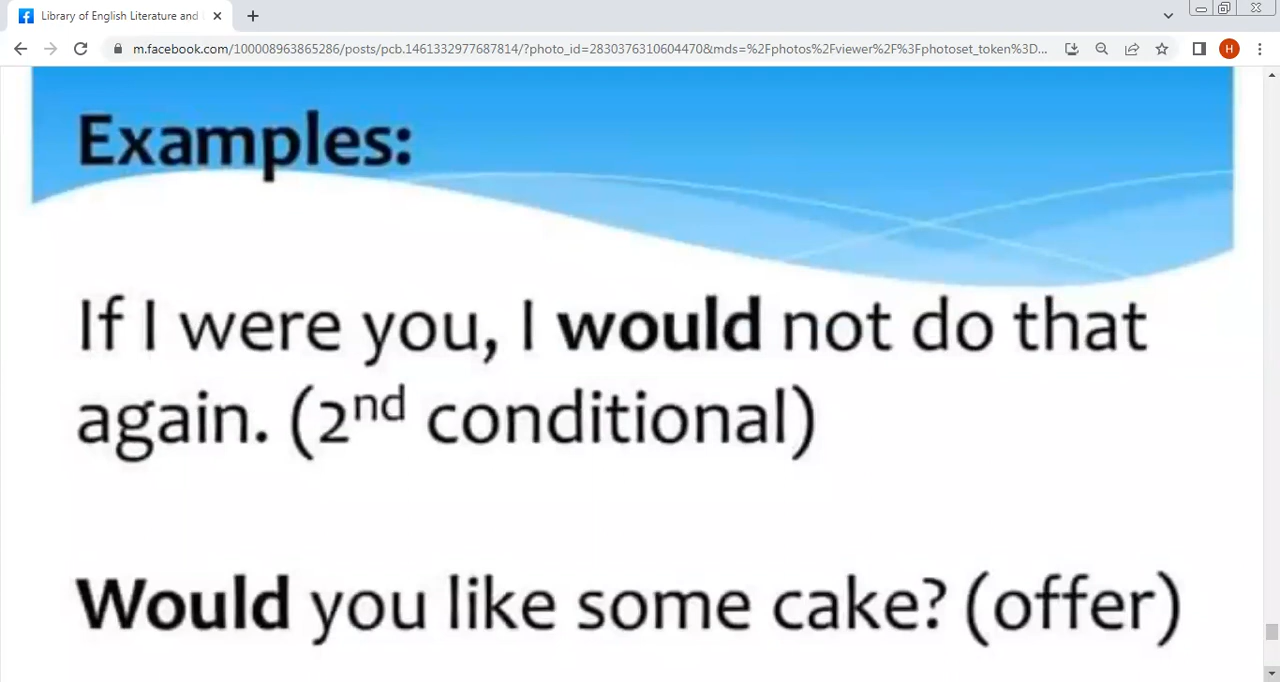 Library of English Literature and
m.facebook.com/100008963865286/posts/pcb.1461332977687814/?photo_id=2830376310604470&mds=%2Fphotos%2Fviewer%2F%3Fphotoset_token%3D...
H
Examples:
If I were you, I would not do that
again. (2nd conditional)
Would you like some cake? (offer)